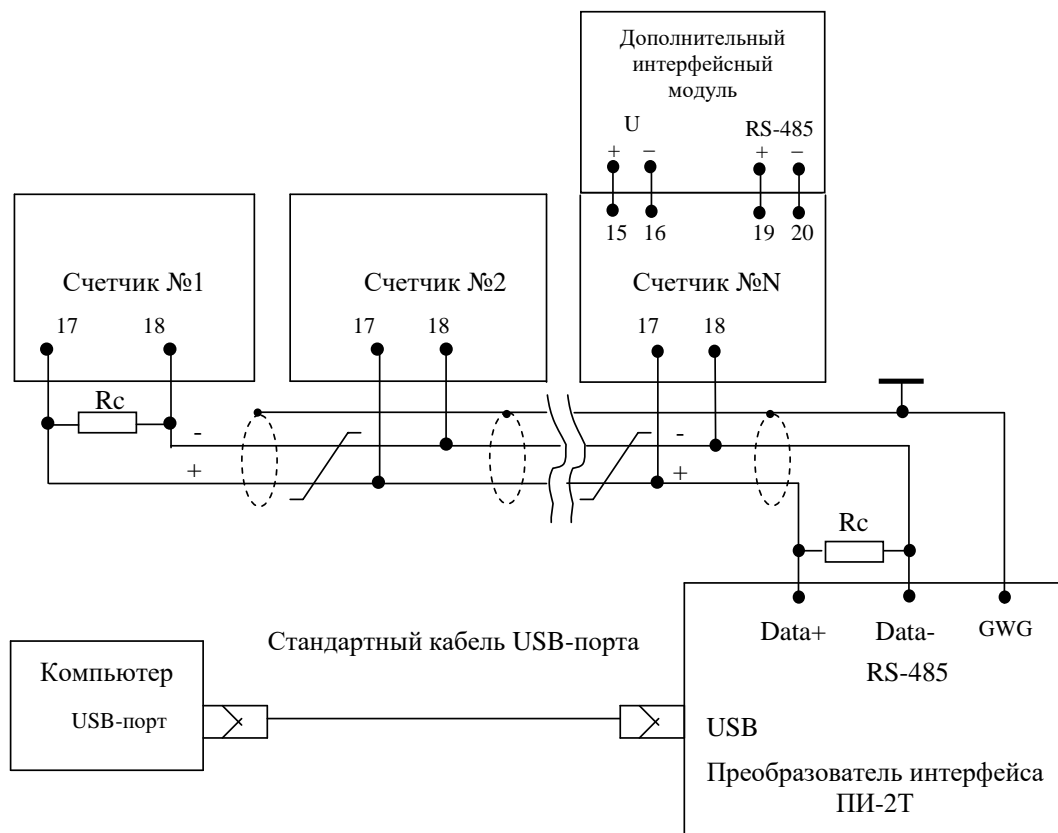 Дополнительный
интерфейсный
модуль
U
RS-485
+ −
+ −
15 16 19 20
Счетчик №1
Счетчик №2
Счетчик №N
17 18
17 18
17 18
Rc
-
+
-
+
Rc
Data+ Data- GWG
RS-485
Стандартный кабель USB-порта
Компьютер
USB-порт
USB
Преобразователь интерфейса
ПИ-2Т